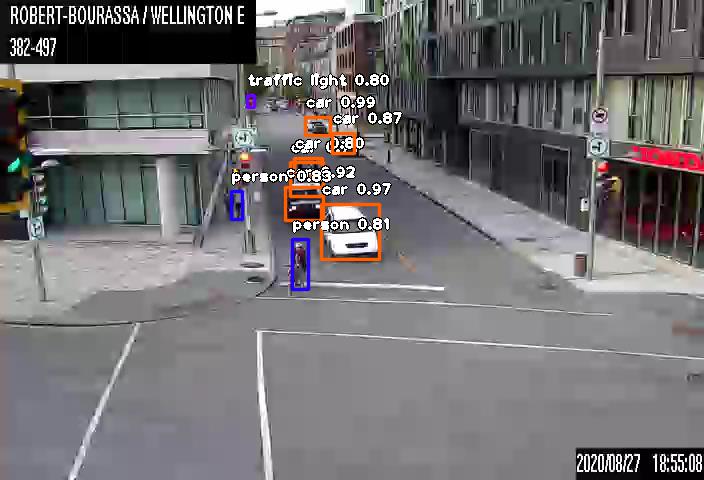 ROBERT-BOURASSA / WELLINGTON E
382-497
traffic light 0.80
car 0.99
car 0.87
car 0.80
person 0.83
car 0.97
person 0.81
2020/08/27 18:55:08